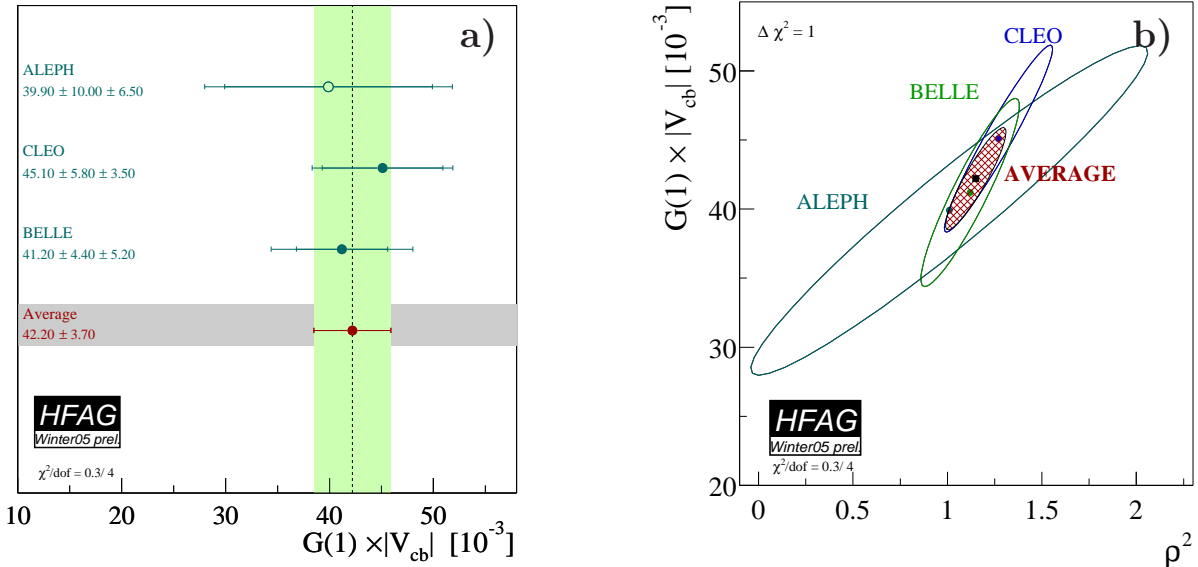 a)
ALEPH
39.90 ± 10.00 ± 6.50
CLEO
45.10 ± 5.80 ± 3.50
BELLE
41.20 ± 4.40 ± 5.20
Average
42.20 ± 3.70
HFAG
Winter05 prel.
χ²/dof = 0.3/ 4
10 20 30 40 50
G(1) ×|V_cb| [10⁻³]
b)
G(1) × |V_cb| [10⁻³]
Δ χ² = 1
CLEO
BELLE
AVERAGE
ALEPH
50
40
30
20
HFAG
Winter05 prel.
χ²/dof = 0.3/ 4
0 0.5 1 1.5 2
ρ²